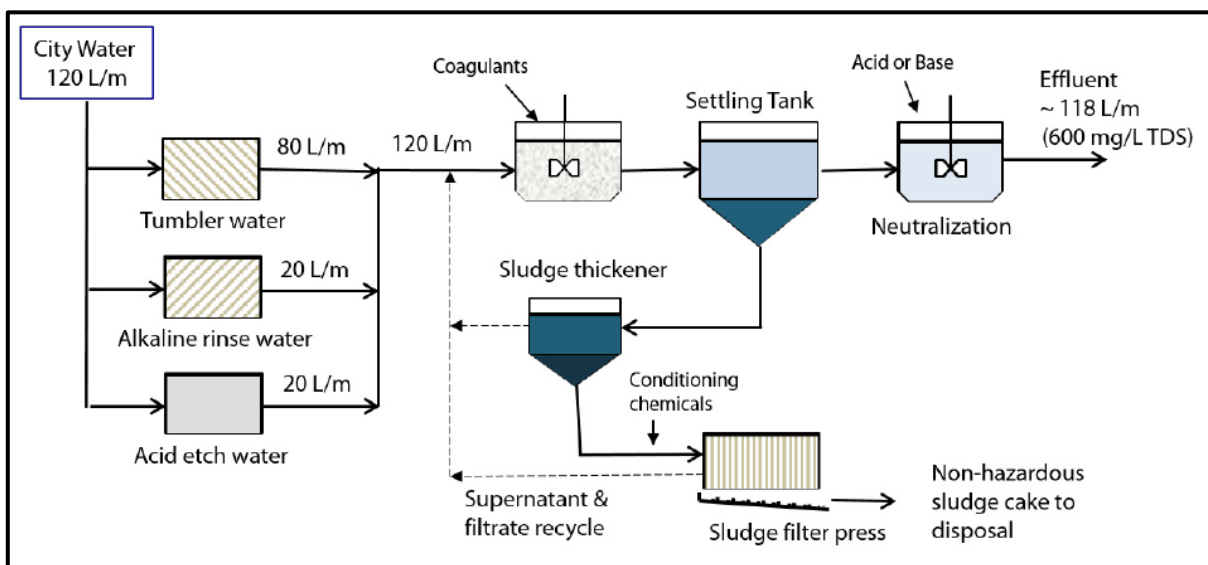 City Water
120 L/m
Coagulants
Settling Tank
Acid or Base
Effluent
~ 118 L/m
(600 mg/L TDS)
80 L/m
120 L/m
Tumbler water
Neutralization
20 L/m
Sludge thickener
Alkaline rinse water
20 L/m
Conditioning
chemicals
Acid etch water
Supernatant &
filtrate recycle
Sludge filter press
Non-hazardous
sludge cake to
disposal